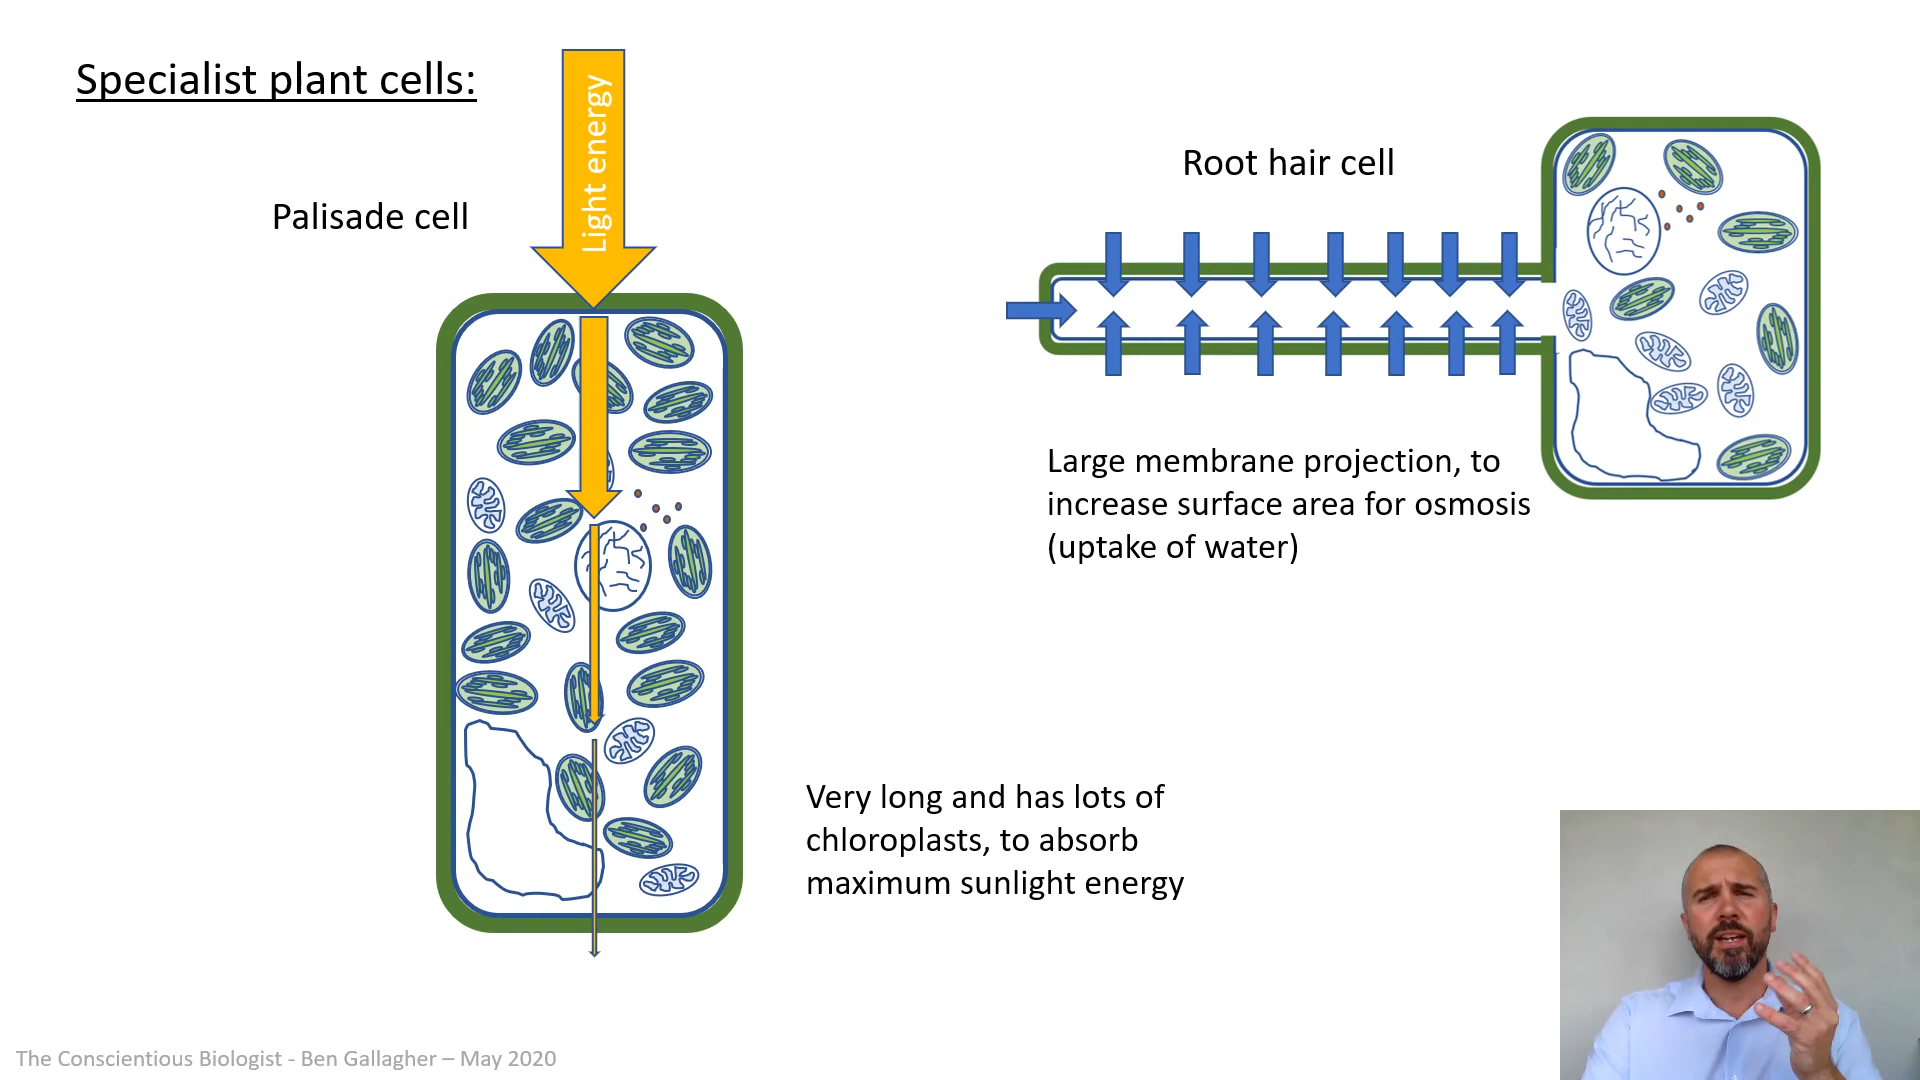 Specialist plant cells:
Light energy
Palisade cell
Root hair cell
Large membrane projection, to
increase surface area for osmosis
(uptake of water)
Very long and has lots of
chloroplasts, to absorb
maximum sunlight energy
The Conscientious Biologist - Ben Gallagher – May 2020